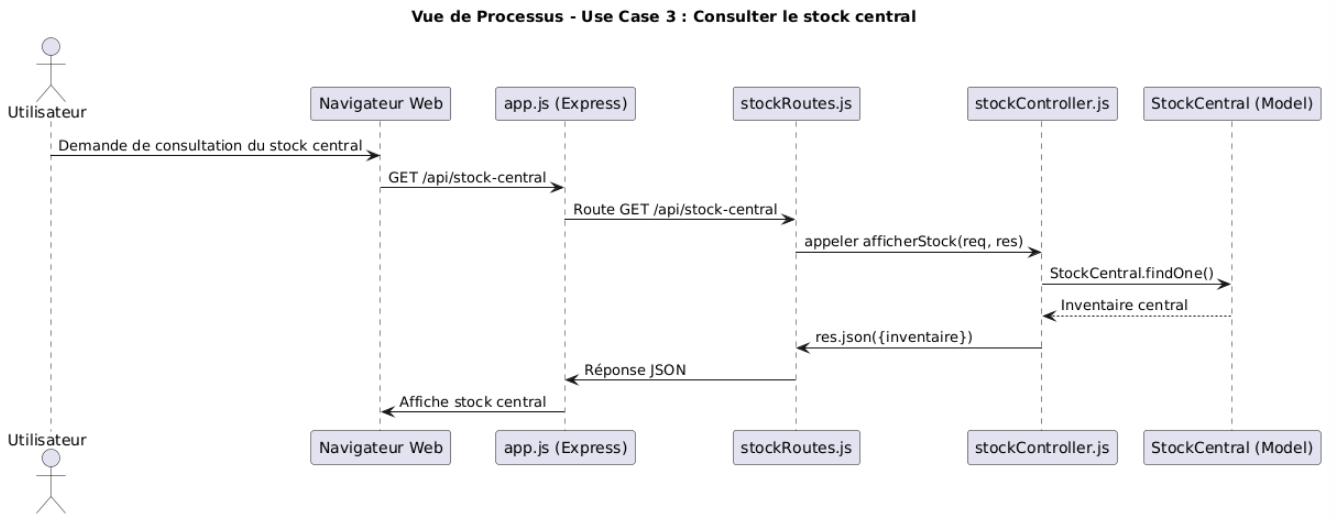 Vue de Processus - Use Case 3 : Consulter le stock central
Utilisateur
Navigateur Web
app.js (Express)
stockRoutes.js
stockController.js
StockCentral (Model)
Demande de consultation du stock central
GET /api/stock-central
Route GET /api/stock-central
appeler afficherStock(req, res)
StockCentral.findOne()
Inventaire central
res.json({inventaire})
Réponse JSON
Affiche stock central
Utilisateur
Navigateur Web
app.js (Express)
stockRoutes.js
stockController.js
StockCentral (Model)